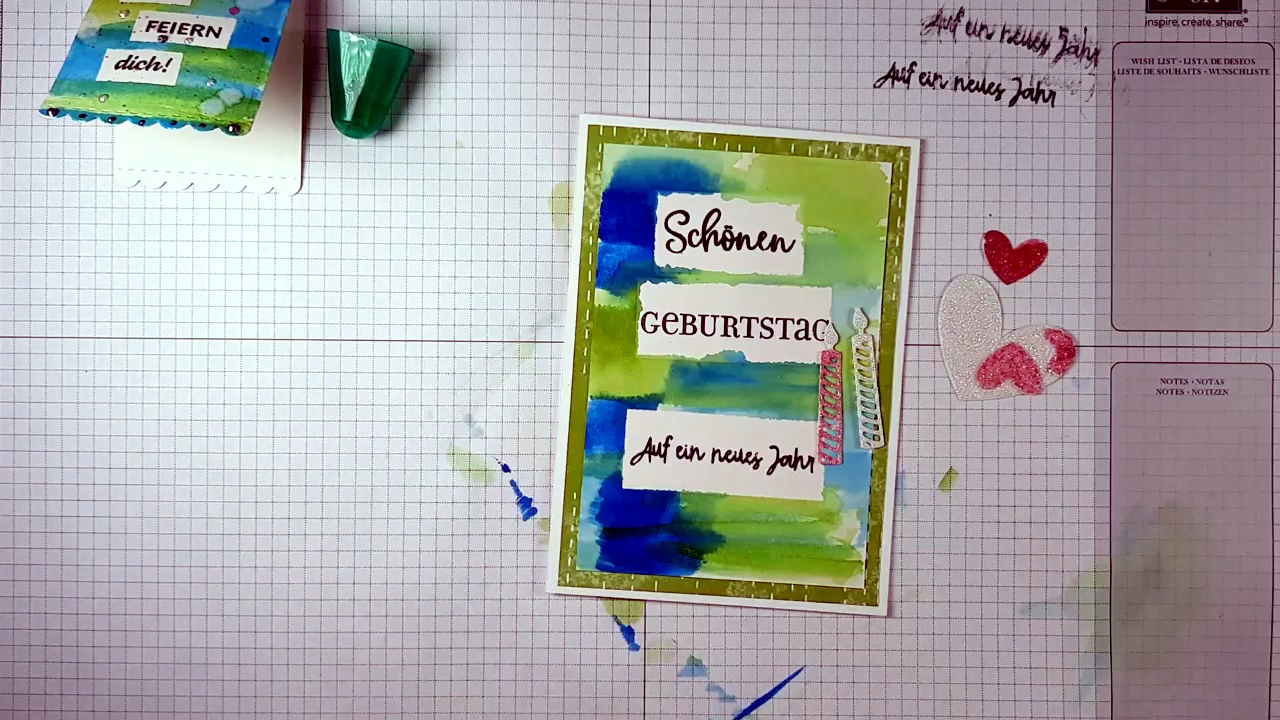 FEIERN
dich!
Schönen
GEBURTSTAG
Auf ein neues Jahr
Auf ein neues Jahr
Auf ein neues Jahr
inspire.create.share.®
WISH LIST • LISTA DE DESEOS
LISTE DE SOUHAITS • WUNSCHLISTE
NOTES • NOTAS
NOTES • NOTIZEN